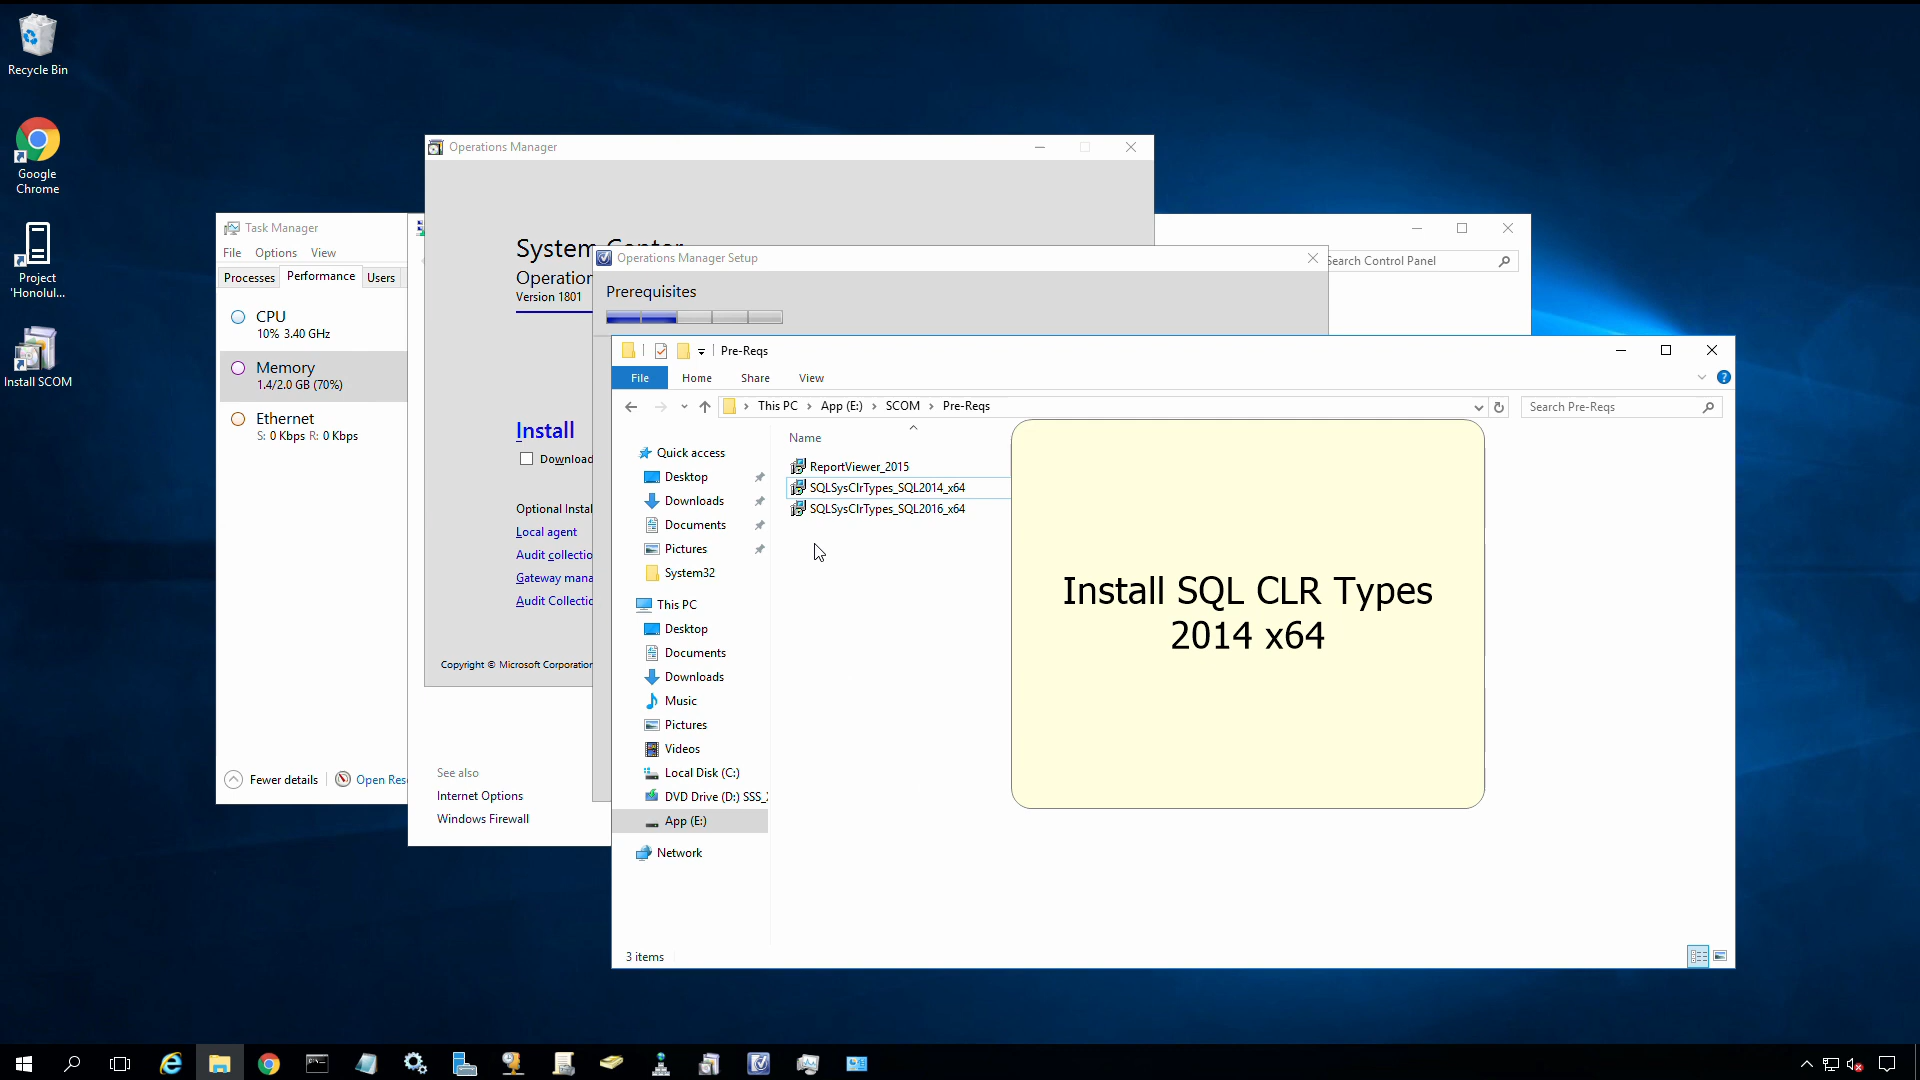 Recycle Bin
Google
Chrome
Project
'Honolul...
Install SCOM
Operations Manager
System Center
Operation
Version 1801
Install
Download
Optional Instal
Local agent
Audit collectio
Gateway mana
Audit Collectio
Copyright © Microsoft Corporation
Task Manager
File Options View
Processes Performance Users
CPU
10% 3.40 GHz
Memory
1.4/2.0 GB (70%)
Ethernet
S: 0 Kbps R: 0 Kbps
Fewer details Open Res
Search Control Panel
See also
Internet Options
Windows Firewall
Operations Manager Setup
Prerequisites
Pre-Reqs
File Home Share View
This PC App (E:) SCOM Pre-Reqs
Search Pre-Reqs
Quick access
Desktop
Downloads
Documents
Pictures
System32
This PC
Desktop
Documents
Downloads
Music
Pictures
Videos
Local Disk (C:)
DVD Drive (D:) SSS_
App (E:)
Network
Name
ReportViewer_2015
SQLSysClrTypes_SQL2014_x64
SQLSysClrTypes_SQL2016_x64
Install SQL CLR Types
2014 x64
3 items